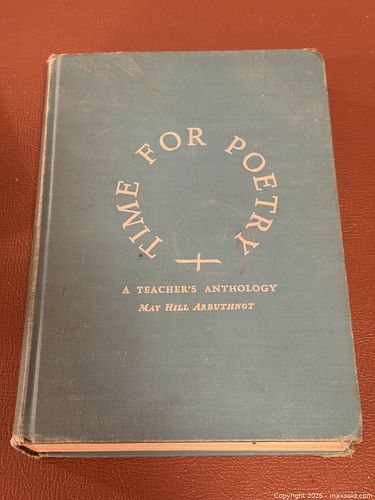 TIME FOR POETRY
A TEACHER'S ANTHOLOGY
MAY HILL ARBUTHNOT
Copyright 2026 - maxsold.com